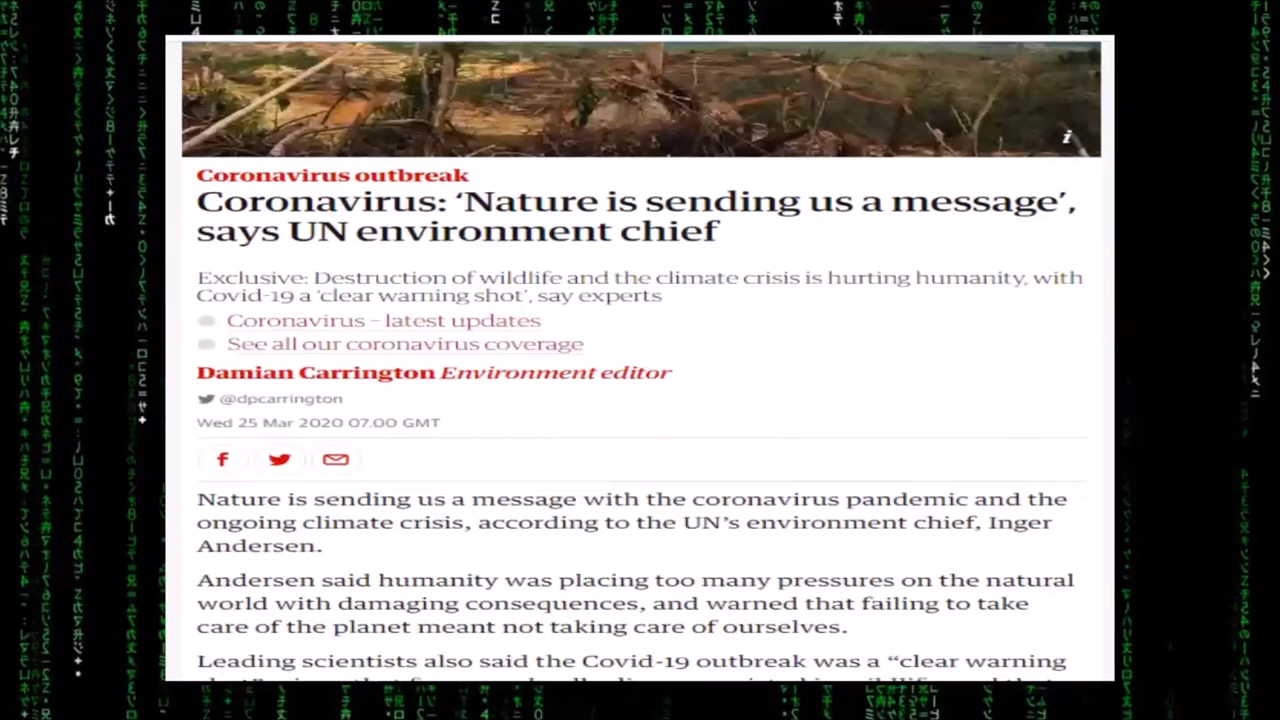 Coronavirus outbreak
Coronavirus: ‘Nature is sending us a message’,
says UN environment chief
Exclusive: Destruction of wildlife and the climate crisis is hurting humanity, with
Covid-19 a ‘clear warning shot’, say experts
Coronavirus – latest updates
See all our coronavirus coverage
Damian Carrington Environment editor
@dpcarrington
Wed 25 Mar 2020 07.00 GMT
Nature is sending us a message with the coronavirus pandemic and the
ongoing climate crisis, according to the UN’s environment chief, Inger
Andersen.
Andersen said humanity was placing too many pressures on the natural
world with damaging consequences, and warned that failing to take
care of the planet meant not taking care of ourselves.
Leading scientists also said the Covid-19 outbreak was a “clear warning